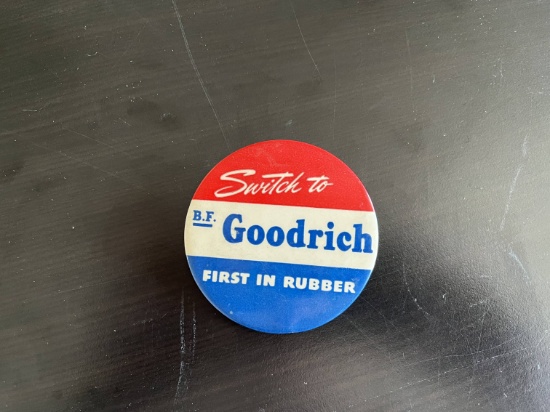 Switch to
B.F. Goodrich
FIRST IN RUBBER